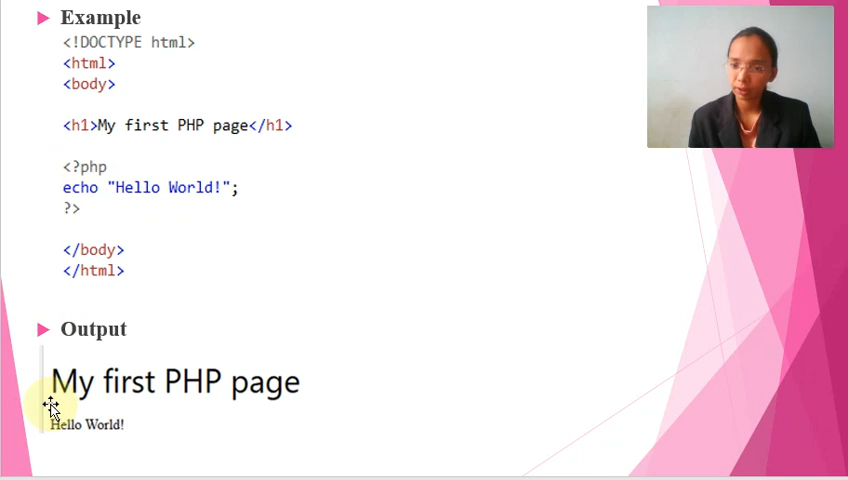 Example
<!DOCTYPE html>
<html>
<body>
<h1>My first PHP page</h1>
<?php
echo "Hello World!";
?>
</body>
</html>
Output
My first PHP page
Hello World!